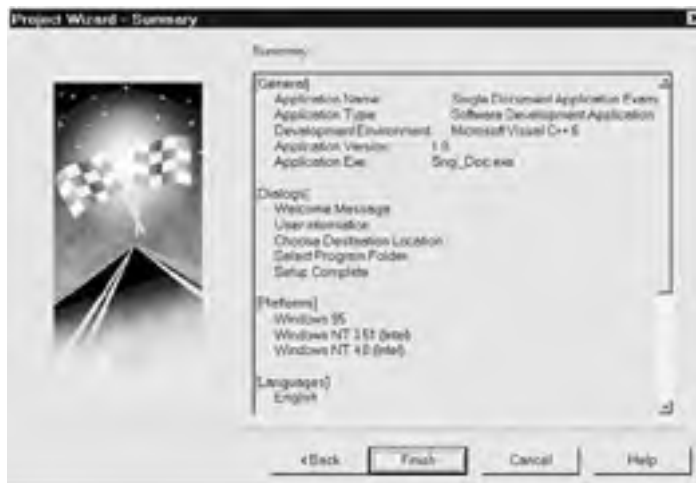 Project Wizard - Summary
Summary:
[General]
Application Name: Single Document Application Exam
Application Type: Software Development Application
Development Environment: Microsoft Visual C++ 6
Application Version: 1.0
Application Exe: Sngl_Doc.exe
[Dialogs]
Welcome Message
User Information
Choose Destination Location
Select Program Folder
Setup Complete
[Platforms]
Windows 95
Windows NT 3.51 (Intel)
Windows NT 4.0 (Intel)
[Languages]
English
<Back
Finish
Cancel
Help